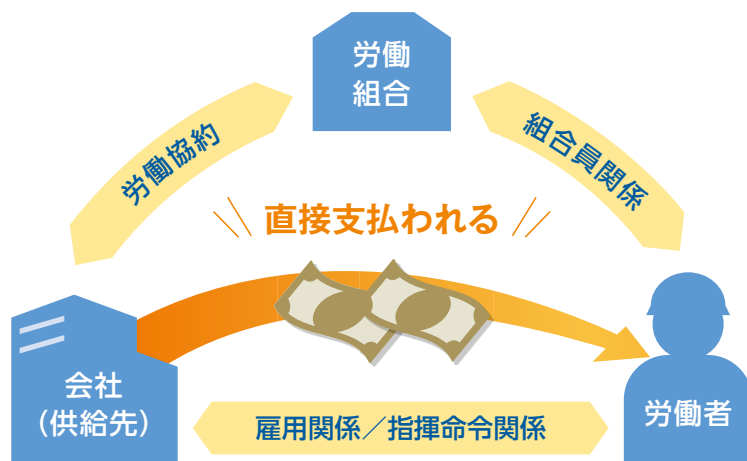 労働
組合
労働協約
組合員関係
直接支払われる
会社
（供給先）
労働者
雇用関係／指揮命令関係